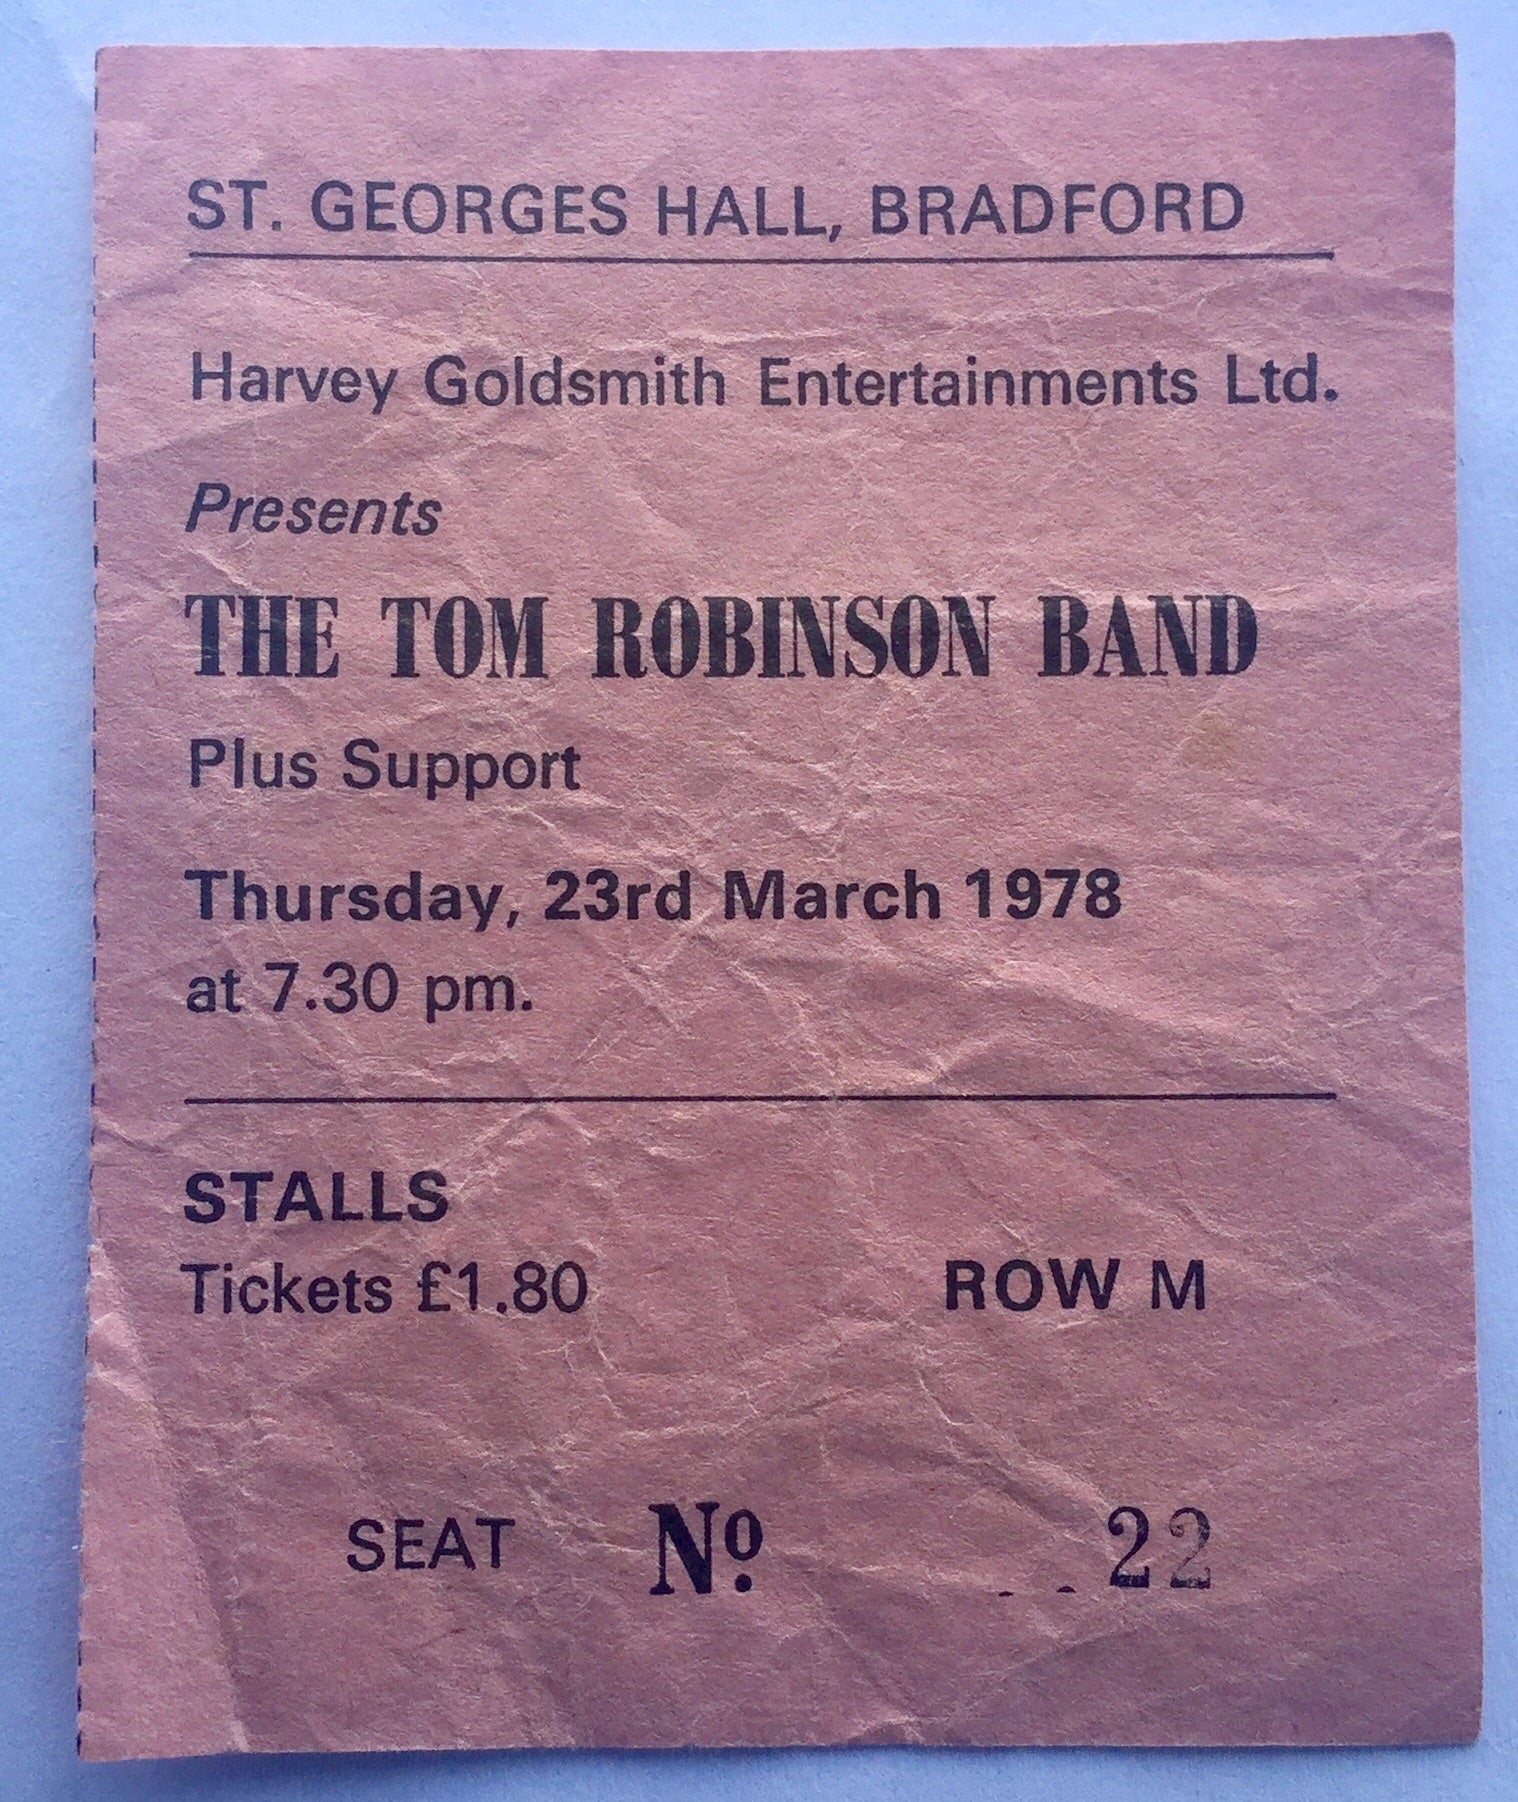 ST. GEORGES HALL, BRADFORD
Harvey Goldsmith Entertainments Ltd.
Presents
THE TOM ROBINSON BAND
Plus Support
Thursday, 23rd March 1978
at 7.30 pm.
STALLS
Tickets £1.80 ROW M
SEAT Nº 22